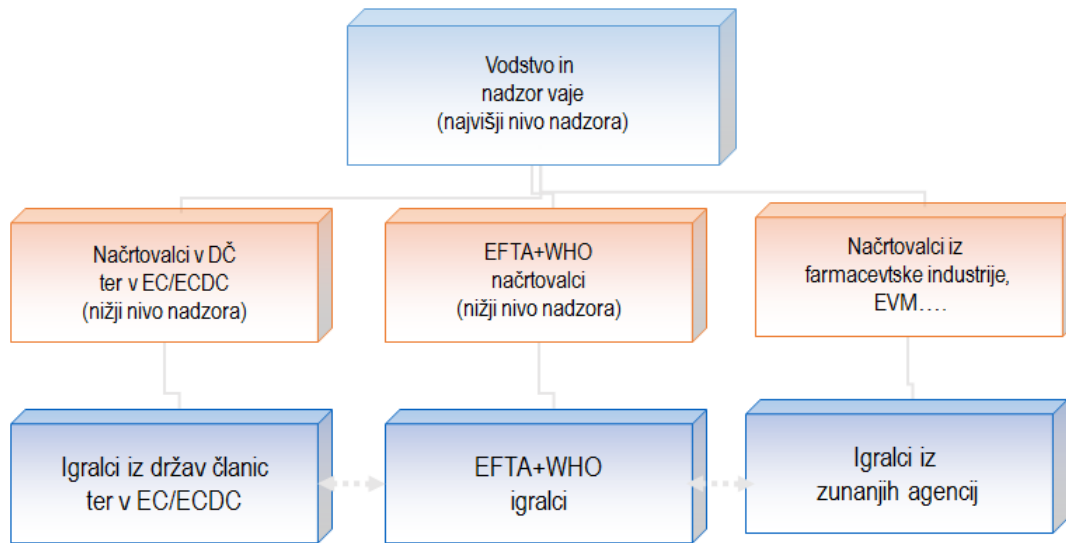 Vodstvo in
nadzor vaje
(najvišji nivo nadzora)
Načrtovalci v DČ
ter v EC/ECDC
(nižji nivo nadzora)
EFTA+WHO
načrtovalci
(nižji nivo nadzora)
Načrtovalci iz
farmacevtske industrije,
EVM….
Igralci iz držav članic
ter v EC/ECDC
EFTA+WHO
igralci
Igralci iz
zunanjih agencij